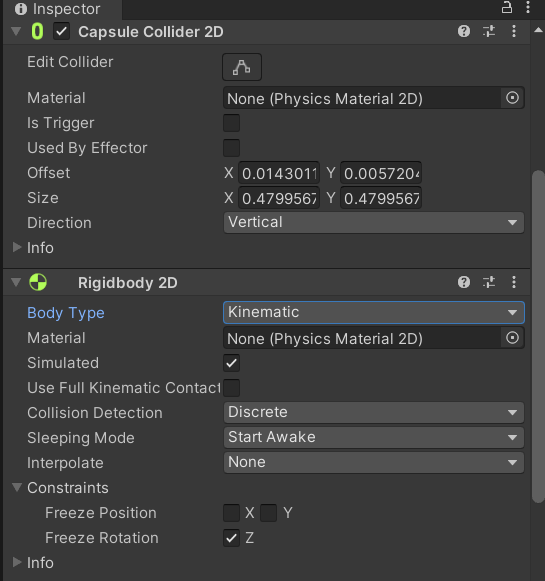 Inspector
Capsule Collider 2D
Edit Collider
Material None (Physics Material 2D)
Is Trigger
Used By Effector
Offset X 0.0143011 Y 0.0057204
Size X 0.4799567 Y 0.4799567
Direction Vertical
Info
Rigidbody 2D
Body Type Kinematic
Material None (Physics Material 2D)
Simulated
Use Full Kinematic Contact
Collision Detection Discrete
Sleeping Mode Start Awake
Interpolate None
Constraints
Freeze Position X Y
Freeze Rotation Z
Info